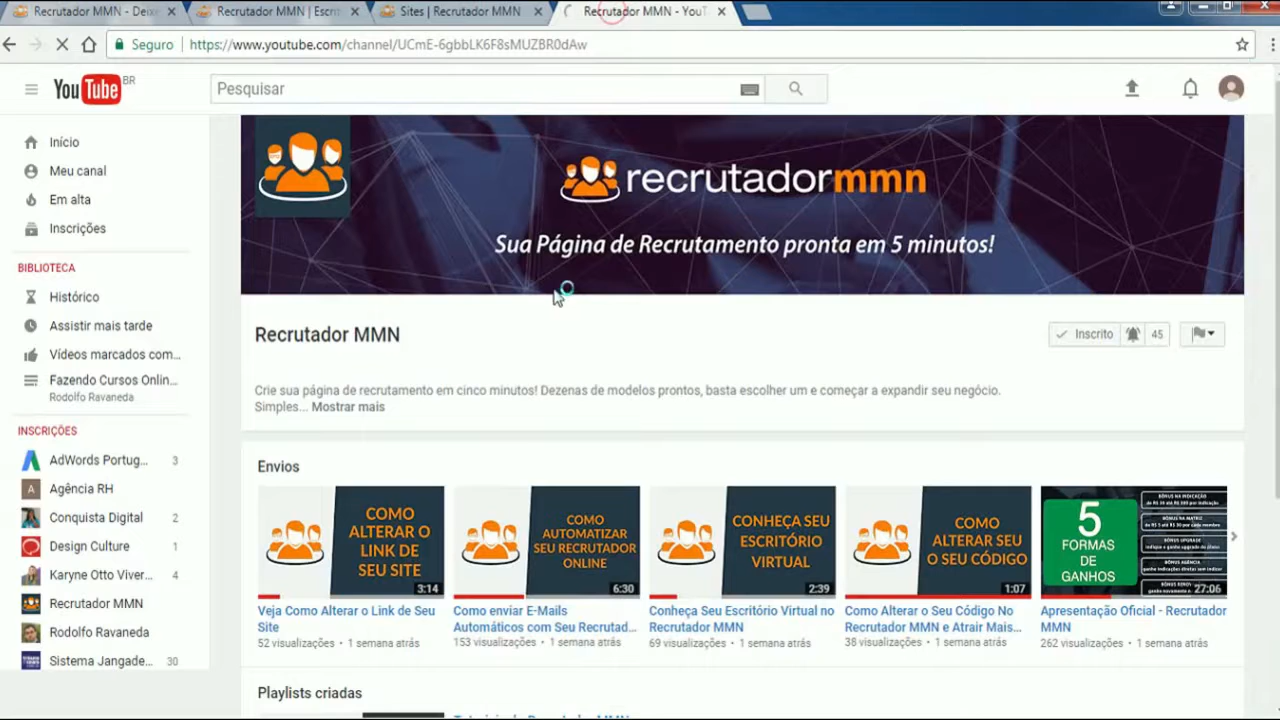 Recrutador MMN - Deixe
Recrutador MMN | Escrit
Sites | Recrutador MMN
Recrutador MMN - YouT
Seguro
https://www.youtube.com/channel/UCmE-6gbbLK6F8sMUZBR0dAw
YouTube BR
Pesquisar
Início
Meu canal
Em alta
Inscrições
BIBLIOTECA
Histórico
Assistir mais tarde
Vídeos marcados com...
Fazendo Cursos Onlin...
Rodolfo Ravaneda
INSCRIÇÕES
AdWords Portug... 3
A Agência RH
Conquista Digital 2
Design Culture 1
Karyne Otto Viver... 4
Recrutador MMN
Rodolfo Ravaneda
Sistema Jangade... 30
recrutadormmn
Sua Página de Recrutamento pronta em 5 minutos!
Recrutador MMN
Inscrito 45
Crie sua página de recrutamento em cinco minutos! Dezenas de modelos prontos, basta escolher um e começar a expandir seu negócio.
Simples... Mostrar mais
Envios
COMO
ALTERAR O
LINK DE
SEU SITE
3:14
Veja Como Alterar o Link de Seu
Site
52 visualizações • 1 semana atrás
COMO
AUTOMATIZAR
SEU RECRUTADOR
ONLINE
6:30
Como enviar E-Mails
Automáticos com Seu Recrutad...
153 visualizações • 1 semana atrás
CONHEÇA SEU
ESCRITÓRIO
VIRTUAL
2:39
Conheça Seu Escritório Virtual no
Recrutador MMN
69 visualizações • 1 semana atrás
COMO
ALTERAR SEU
O SEU CÓDIGO
1:07
Como Alterar o Seu Código No
Recrutador MMN e Atrair Mais...
38 visualizações • 1 semana atrás
5
FORMAS
DE
GANHOS
27:06
Apresentação Oficial - Recrutador
MMN
262 visualizações • 1 semana atrás
Playlists criadas